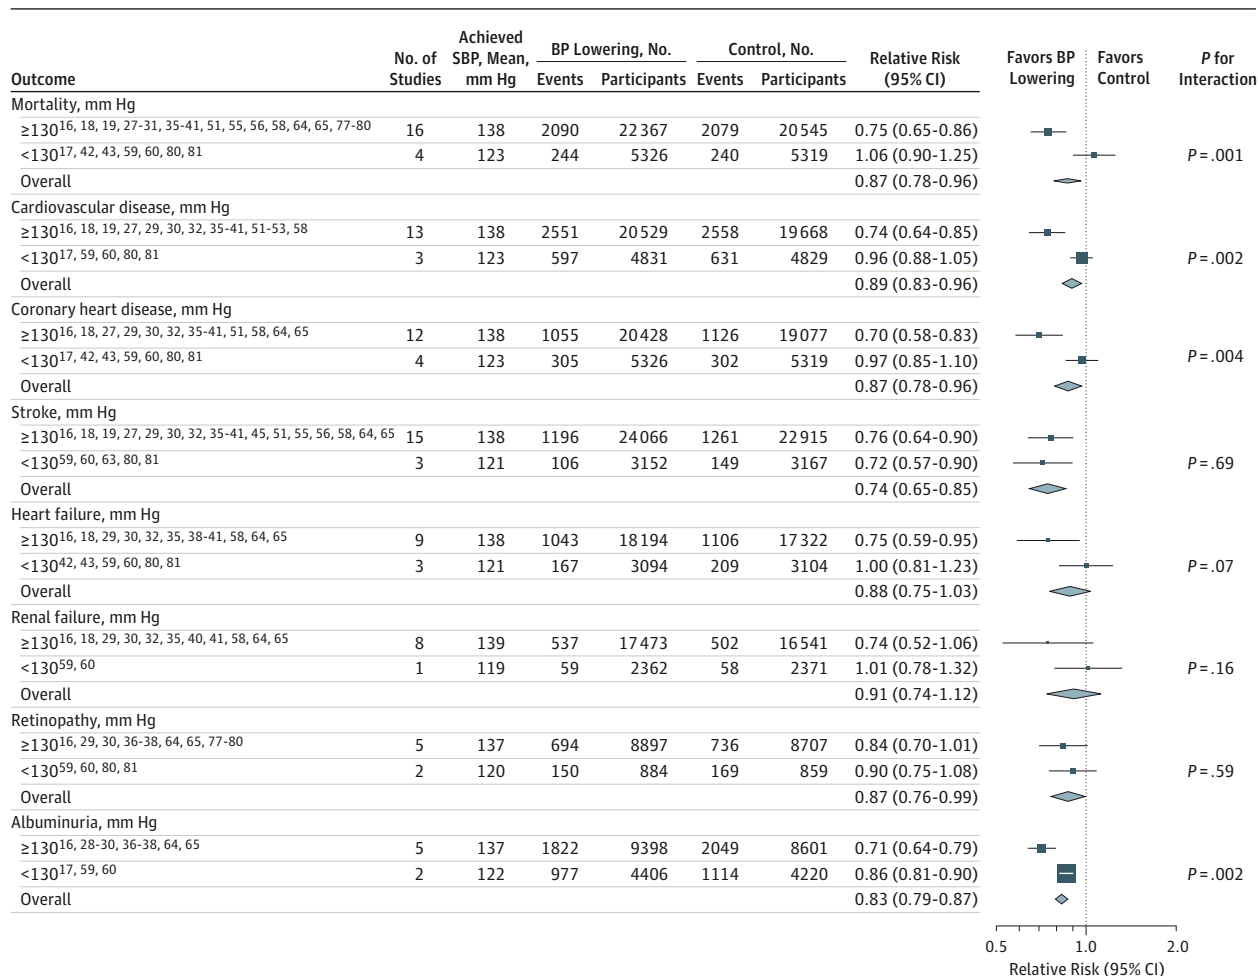 Outcome No. of Studies Achieved SBP, Mean, mm Hg BP Lowering, No. Events Participants Control, No. Events Participants Relative Risk (95% CI) Favors BP Lowering Favors Control P for Interaction
Mortality, mm Hg
≥130 16, 18, 19, 27-31, 35-41, 51, 55, 56, 58, 64, 65, 77-80 16 138 2090 22367 2079 20545 0.75 (0.65-0.86)
<130 17, 42, 43, 59, 60, 80, 81 4 123 244 5326 240 5319 1.06 (0.90-1.25) P = .001
Overall 0.87 (0.78-0.96)
Cardiovascular disease, mm Hg
≥130 16, 18, 19, 27, 29, 30, 32, 35-41, 51-53, 58 13 138 2551 20529 2558 19668 0.74 (0.64-0.85)
<130 17, 59, 60, 80, 81 3 123 597 4831 631 4829 0.96 (0.88-1.05) P = .002
Overall 0.89 (0.83-0.96)
Coronary heart disease, mm Hg
≥130 16, 18, 27, 29, 30, 32, 35-41, 51, 58, 64, 65 12 138 1055 20428 1126 19077 0.70 (0.58-0.83)
<130 17, 42, 43, 59, 60, 80, 81 4 123 305 5326 302 5319 0.97 (0.85-1.10) P = .004
Overall 0.87 (0.78-0.96)
Stroke, mm Hg
≥130 16, 18, 19, 27, 29, 30, 32, 35-41, 45, 51, 55, 56, 58, 64, 65 15 138 1196 24066 1261 22915 0.76 (0.64-0.90)
<130 59, 60, 63, 80, 81 3 121 106 3152 149 3167 0.72 (0.57-0.90) P = .69
Overall 0.74 (0.65-0.85)
Heart failure, mm Hg
≥130 16, 18, 29, 30, 32, 35, 38-41, 58, 64, 65 9 138 1043 18194 1106 17322 0.75 (0.59-0.95)
<130 42, 43, 59, 60, 80, 81 3 121 167 3094 209 3104 1.00 (0.81-1.23) P = .07
Overall 0.88 (0.75-1.03)
Renal failure, mm Hg
≥130 16, 18, 29, 30, 32, 35, 40, 41, 58, 64, 65 8 139 537 17473 502 16541 0.74 (0.52-1.06)
<130 59, 60 1 119 59 2362 58 2371 1.01 (0.78-1.32) P = .16
Overall 0.91 (0.74-1.12)
Retinopathy, mm Hg
≥130 16, 29, 30, 36-38, 64, 65, 77-80 5 137 694 8897 736 8707 0.84 (0.70-1.01)
<130 59, 60, 80, 81 2 120 150 884 169 859 0.90 (0.75-1.08) P = .59
Overall 0.87 (0.76-0.99)
Albuminuria, mm Hg
≥130 16, 28-30, 36-38, 64, 65 5 137 1822 9398 2049 8601 0.71 (0.64-0.79)
<130 17, 59, 60 2 122 977 4406 1114 4220 0.86 (0.81-0.90) P = .002
Overall 0.83 (0.79-0.87)
0.5 1.0 2.0
Relative Risk (95% CI)